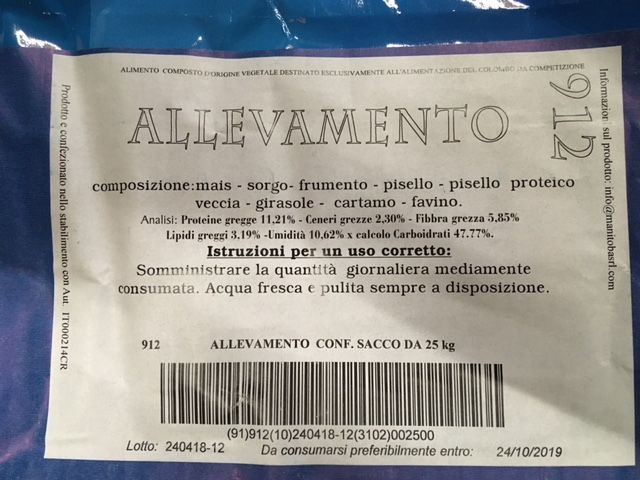 ALIMENTO COMPOSTO D'ORIGINE VEGETALE DESTINATO ESCLUSIVAMENTE ALL'ALIMENTAZIONE DEL COLOMBO DA COMPETIZIONE
ALLEVAMENTO
912
composizione:mais - sorgo- frumento - pisello - pisello proteico
veccia - girasole - cartamo - favino.
Analisi: Proteine gregge 11,21% - Ceneri grezze 2,30% - Fibbra grezza 5,85%
Lipidi greggi 3.19% -Umidità 10,62% x calcolo Carboidrati 47.77%.
Istruzioni per un uso corretto:
Somministrare la quantità giornaliera mediamente
consumata. Acqua fresca e pulita sempre a disposizione.
912 ALLEVAMENTO CONF. SACCO DA 25 kg
(91)912(10)240418-12(3102)002500
Lotto: 240418-12 Da consumarsi preferibilmente entro: 24/10/2019
Prodotto e confezionato nello stabilimento con Aut. IT000214CR
Informazioni sul prodotto: info@manitobasrl.com